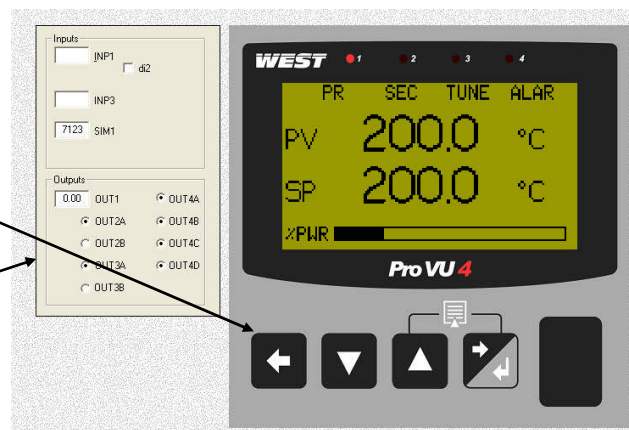 Inputs
INP1
di2
INP3
7123 SIM1
Outputs
0.00 OUT1 OUT4A
OUT2A OUT4B
OUT2B OUT4C
OUT3A OUT4D
OUT3B
WEST 1 2 3 4
PR SEC TUNE ALAR
PV 200.0 °C
SP 200.0 °C
%PWR
Pro VU 4